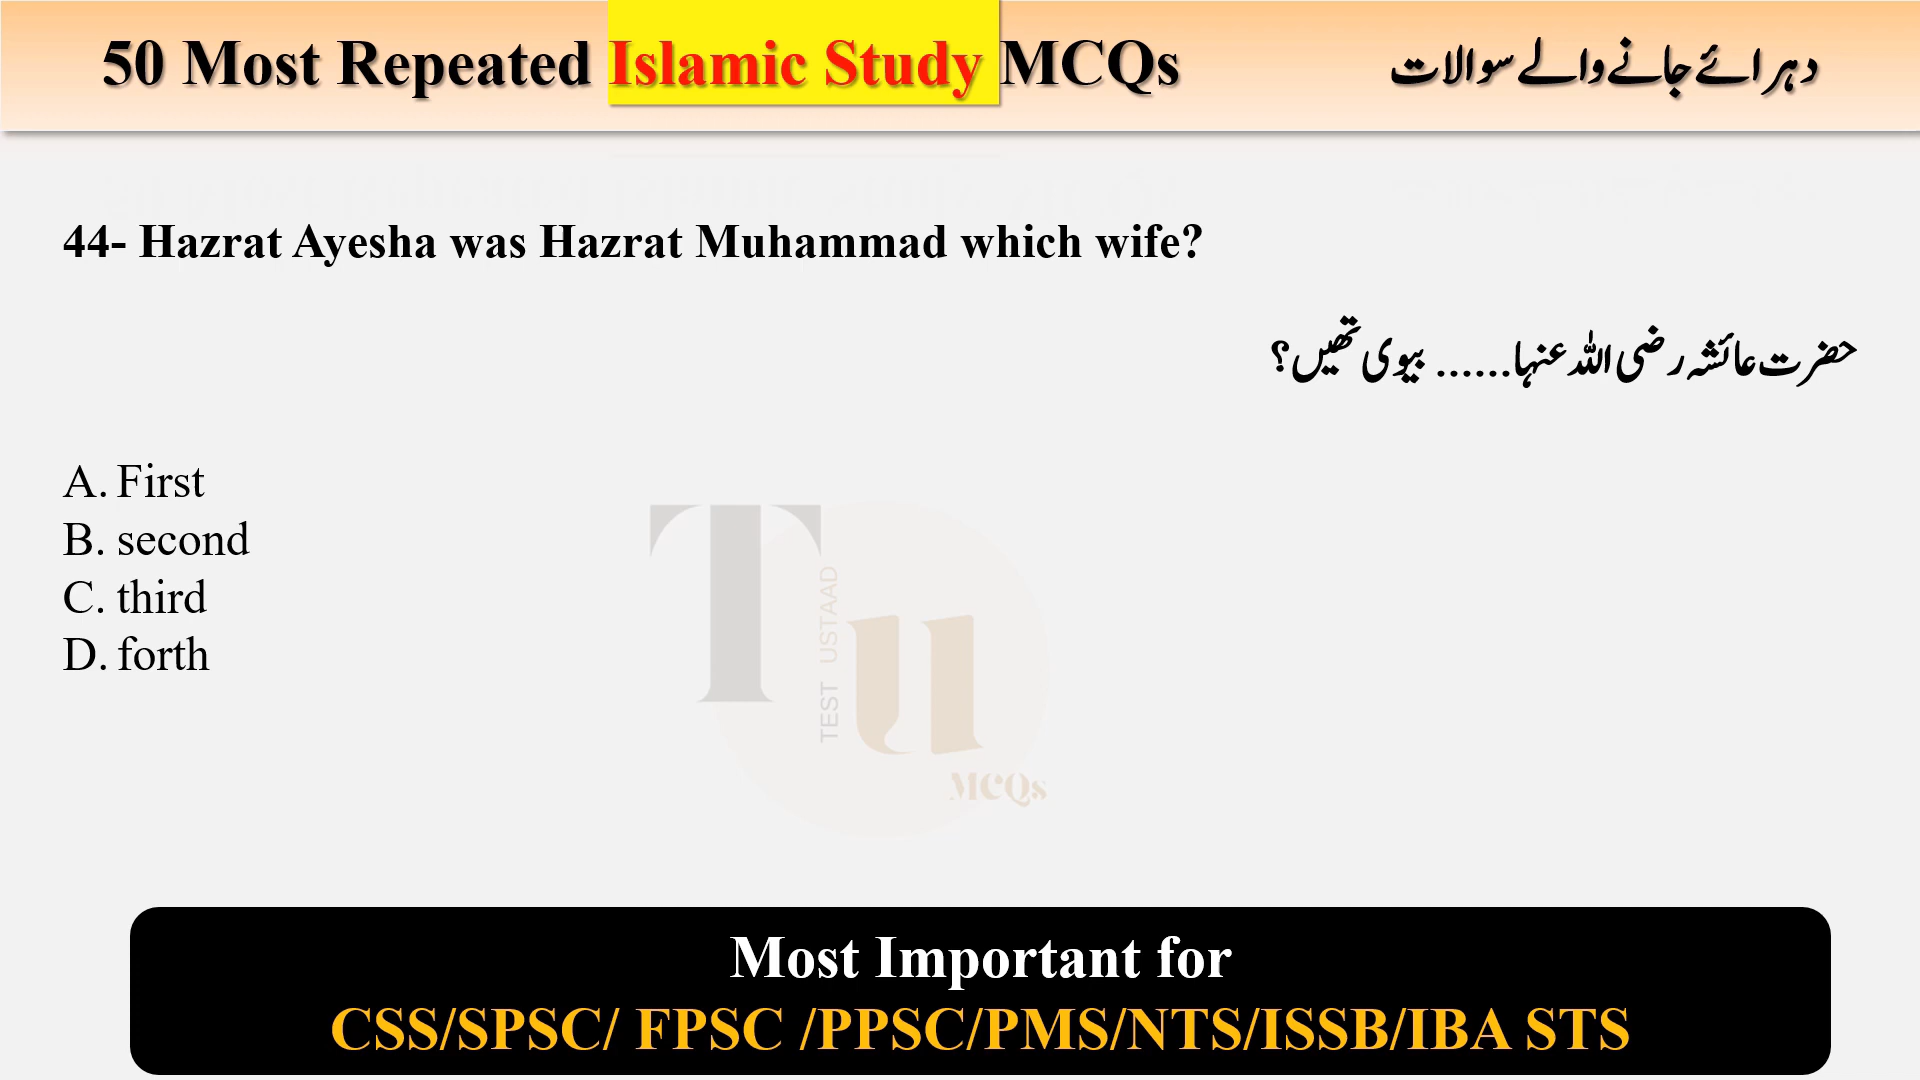 50 Most Repeated Islamic Study MCQs
دہرائے جانے والے سوالات
44- Hazrat Ayesha was Hazrat Muhammad which wife?
حضرت عائشہ رضی اللہ عنہا...... بیوی تھیں؟
A. First
B. second
C. third
D. forth
TU
TEST USTAAD
MCQs
Most Important for
CSS/SPSC/ FPSC /PPSC/PMS/NTS/ISSB/IBA STS